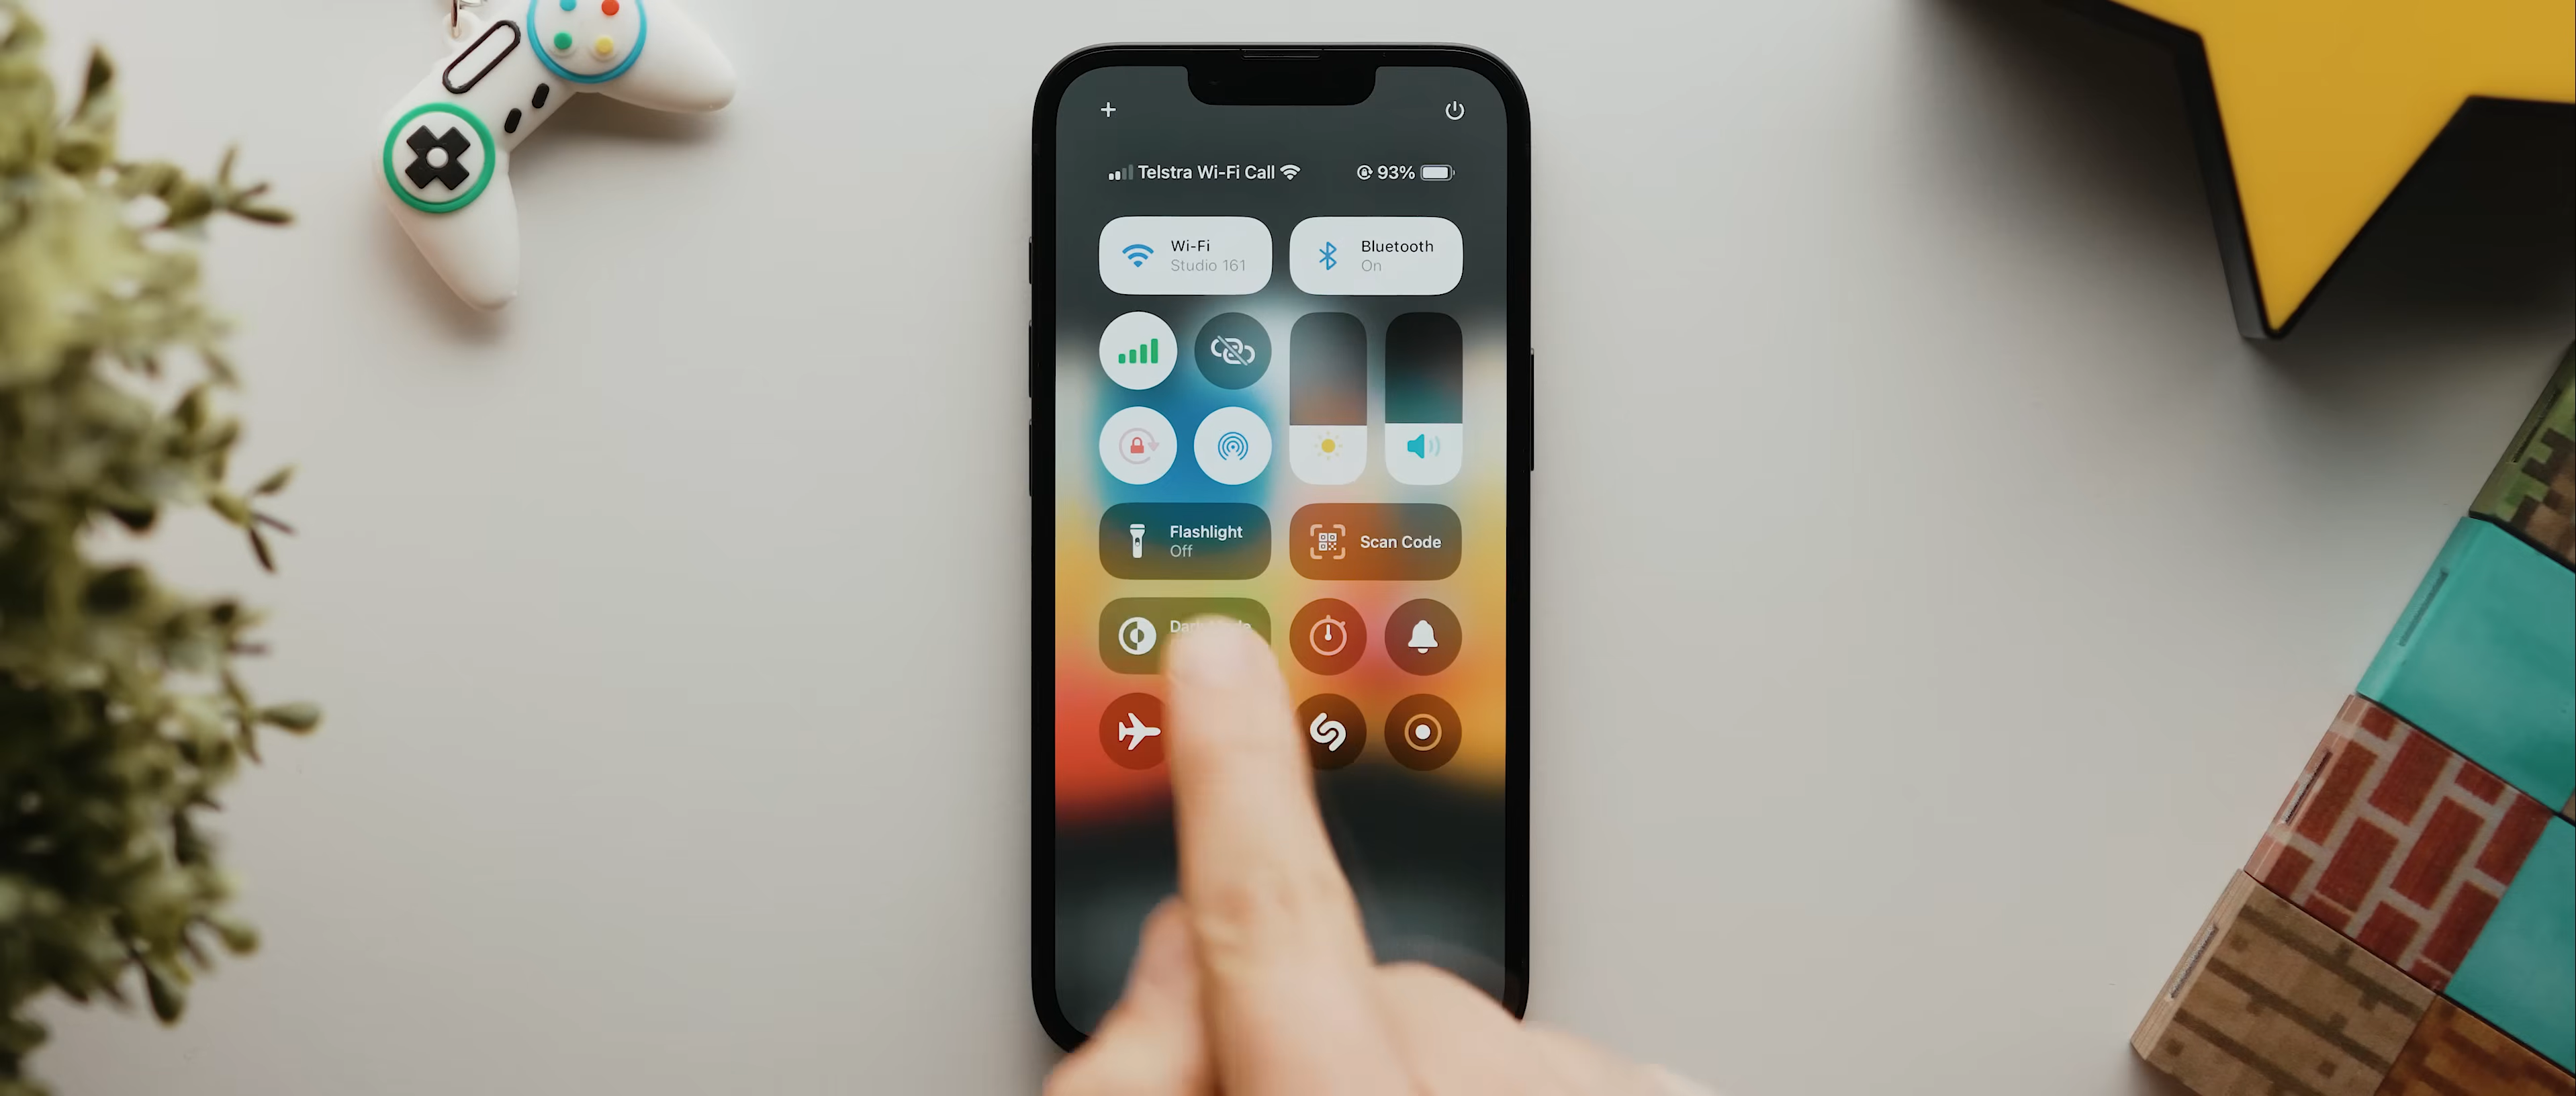 Telstra Wi-Fi Call 93%
Wi-Fi
Studio 161
Bluetooth
On
Flashlight
Off
Scan Code